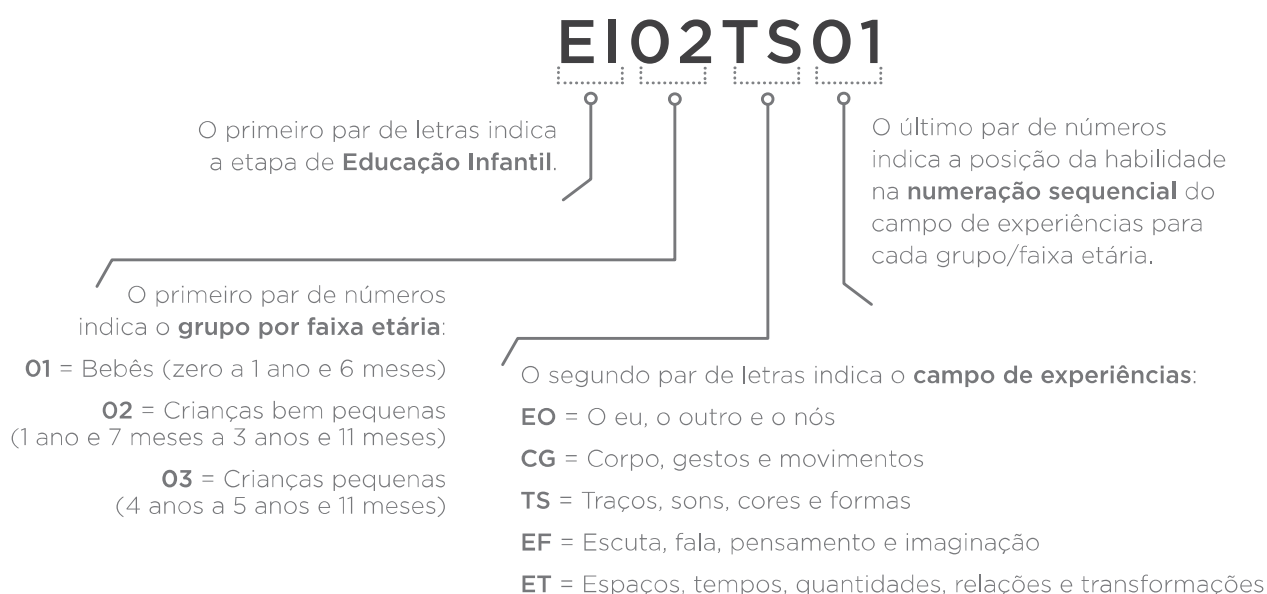 EI02TS01
O primeiro par de letras indica
a etapa de Educação Infantil.
O último par de números
indica a posição da habilidade
na numeração sequencial do
campo de experiências para
cada grupo/faixa etária.
O primeiro par de números
indica o grupo por faixa etária:
01 = Bebês (zero a 1 ano e 6 meses)
02 = Crianças bem pequenas
(1 ano e 7 meses a 3 anos e 11 meses)
03 = Crianças pequenas
(4 anos a 5 anos e 11 meses)
O segundo par de letras indica o campo de experiências:
EO = O eu, o outro e o nós
CG = Corpo, gestos e movimentos
TS = Traços, sons, cores e formas
EF = Escuta, fala, pensamento e imaginação
ET = Espaços, tempos, quantidades, relações e transformações